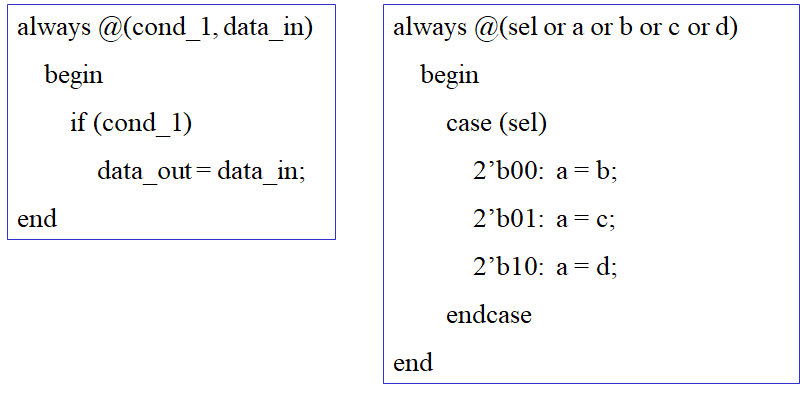 always @(cond_1, data_in)
begin
if (cond_1)
data_out = data_in;
end
always @(sel or a or b or c or d)
begin
case (sel)
2’b00: a = b;
2’b01: a = c;
2’b10: a = d;
endcase
end